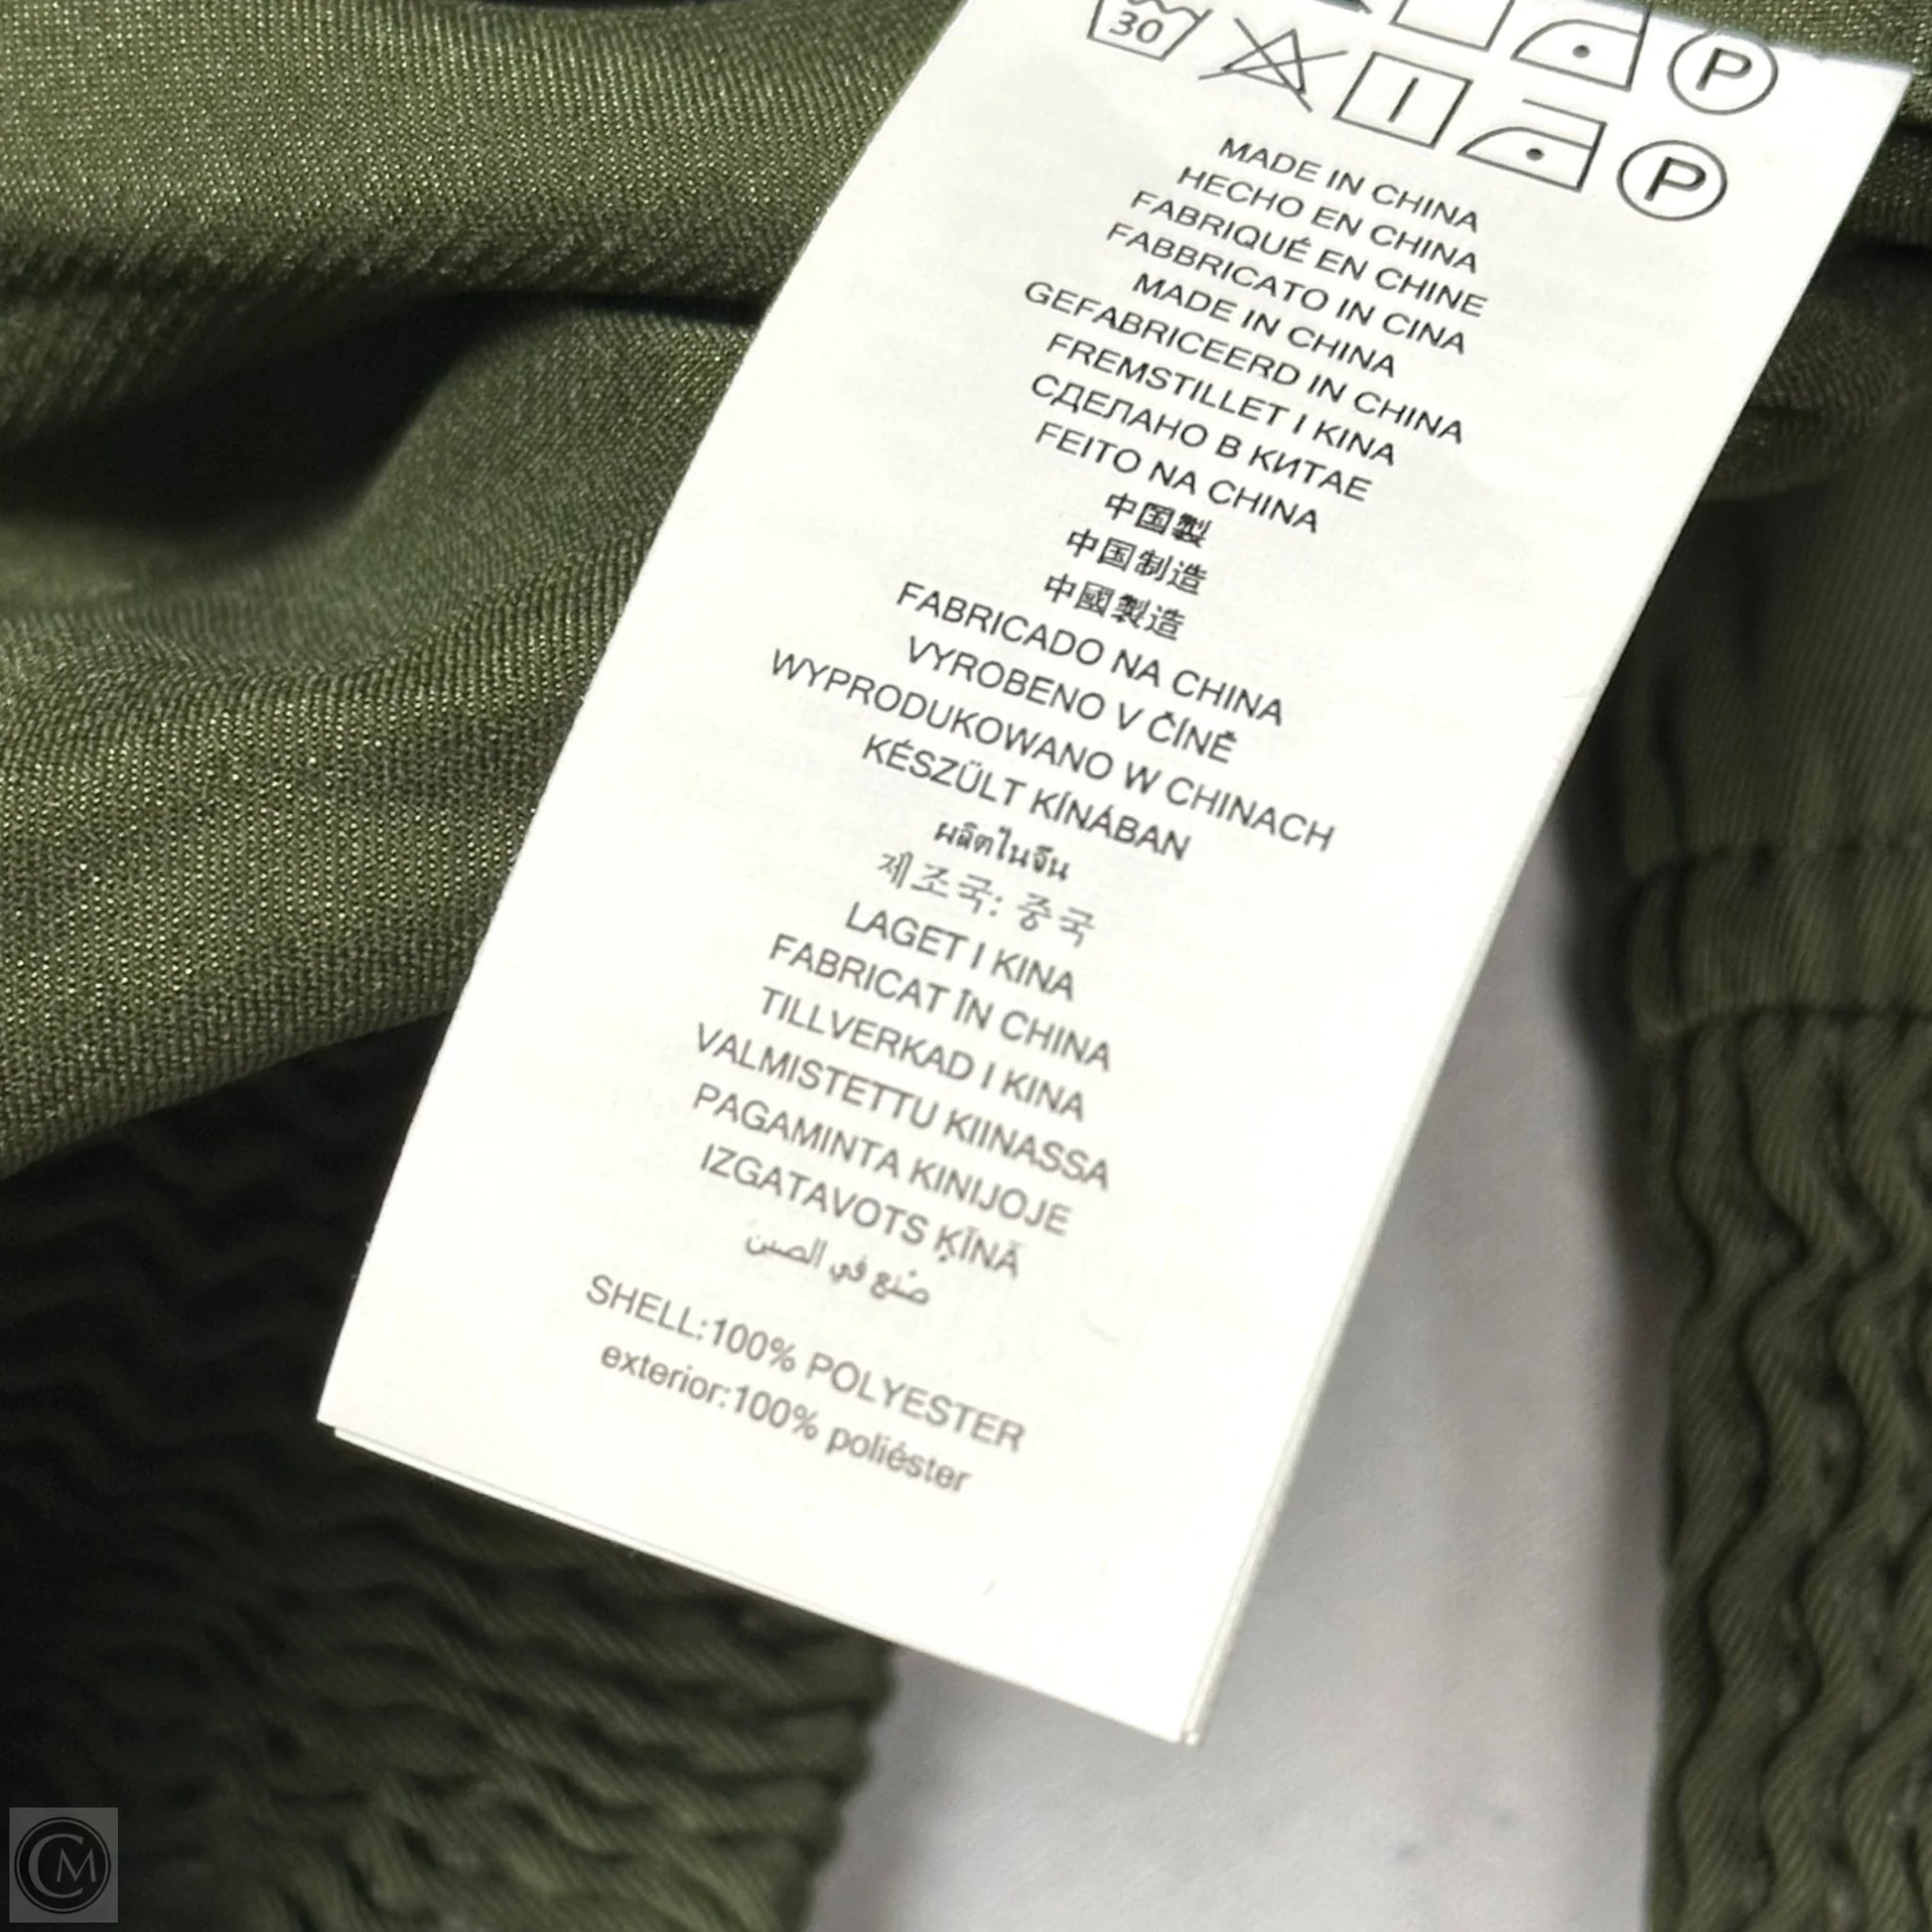 P
30
P
MADE IN CHINA
HECHO EN CHINA
FABRIQUÉ EN CHINE
FABBRICATO IN CINA
MADE IN CHINA
GEFABRICEERD IN CHINA
FREMSTILLET I KINA
СДЕЛАНО В КИТАЕ
FEITO NA CHINA
中国製
中国制造
中國製造
FABRICADO NA CHINA
VYROBENO V ČÍNĚ
WYPRODUKOWANO W CHINACH
KÉSZÜLT KÍNÁBAN
ผลิตในจีน
제조국: 중국
LAGET I KINA
FABRICAT ÎN CHINA
TILLVERKAD I KINA
VALMISTETTU KIINASSA
PAGAMINTA KINIJOJE
IZGATAVOTS ĶĪNĀ
صُنع في الصين
SHELL:100% POLYESTER
exterior:100% poliéster
CM